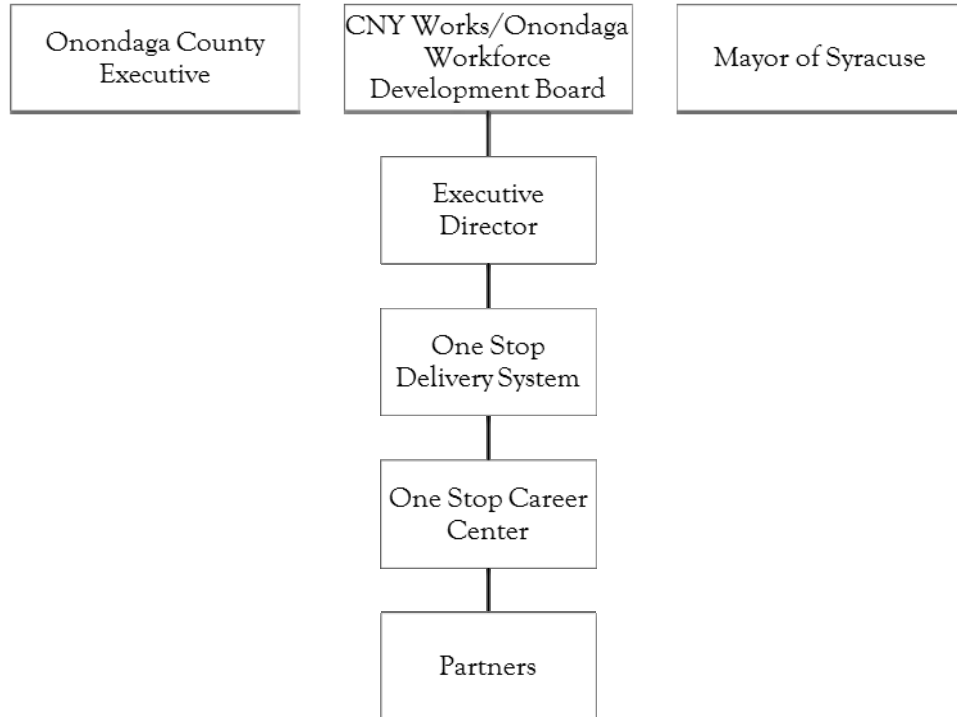 Onondaga County
Executive
CNY Works/Onondaga
Workforce
Development Board
Mayor of Syracuse
Executive
Director
One Stop
Delivery System
One Stop Career
Center
Partners